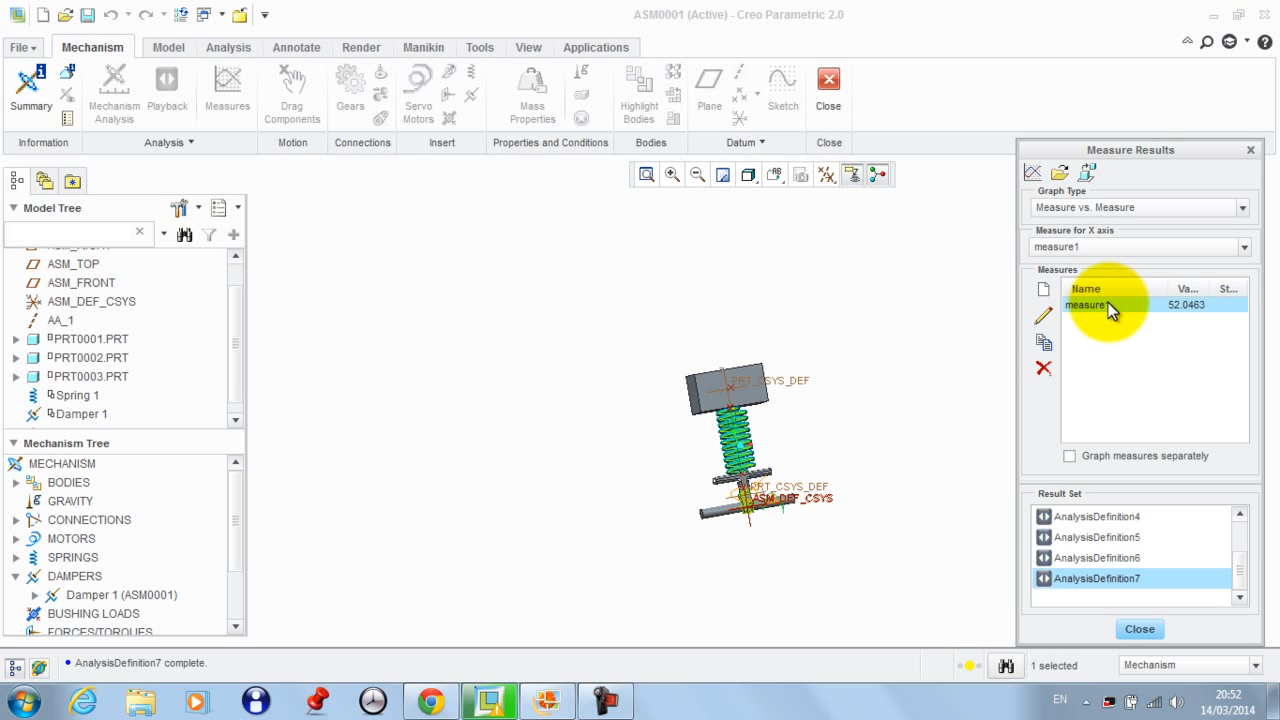 ASM0001 (Active) - Creo Parametric 2.0
File Mechanism Model Analysis Annotate Render Manikin Tools View Applications
Summary
Mechanism
Analysis
Playback
Measures
Drag
Components
Gears
Servo
Motors
Mass
Properties
Highlight
Bodies
Plane
Sketch
Close
Information Analysis Motion Connections Insert Properties and Conditions Bodies Datum Close
Model Tree
ASM_TOP
ASM_FRONT
ASM_DEF_CSYS
AA_1
PRT0001.PRT
PRT0002.PRT
PRT0003.PRT
Spring 1
Damper 1
Mechanism Tree
MECHANISM
BODIES
GRAVITY
CONNECTIONS
MOTORS
SPRINGS
DAMPERS
Damper 1 (ASM0001)
BUSHING LOADS
FORCES/TORQUES
PRT_CSYS_DEF
PRT_CSYS_DEF
ASM_DEF_CSYS
Measure Results
Graph Type
Measure vs. Measure
Measure for X axis
measure1
Measures
Name Va... St...
measure 52.0463
Graph measures separately
Result Set
AnalysisDefinition4
AnalysisDefinition5
AnalysisDefinition6
AnalysisDefinition7
Close
AnalysisDefinition7 complete.
1 selected
Mechanism
EN
20:52
14/03/2014